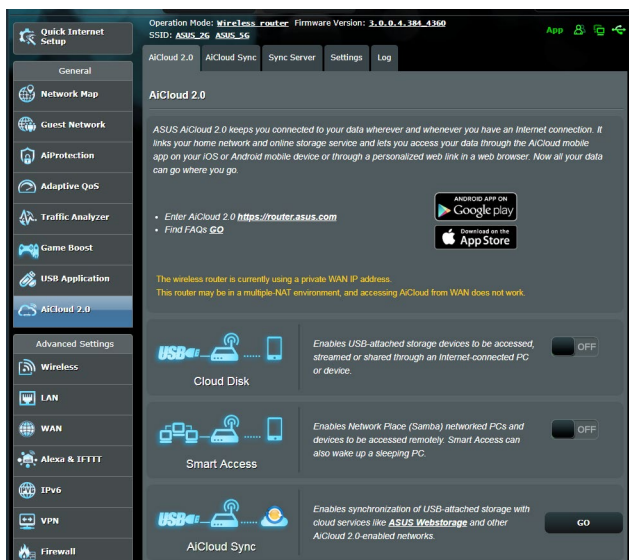 Quick Internet
Setup
General
Network Map
Guest Network
AiProtection
Adaptive QoS
Traffic Analyzer
Game Boost
USB Application
AiCloud 2.0
Advanced Settings
Wireless
LAN
WAN
Alexa & IFTTT
IPv6
VPN
Firewall
Operation Mode: Wireless router Firmware Version: 3.0.0.4.384_4360
SSID: ASUS_2G ASUS_5G
App
AiCloud 2.0 AiCloud Sync Sync Server Settings Log
AiCloud 2.0
ASUS AiCloud 2.0 keeps you connected to your data wherever and whenever you have an Internet connection. It
links your home network and online storage service and lets you access your data through the AiCloud mobile
app on your iOS or Android mobile device or through a personalized web link in a web browser. Now all your data
can go where you go.
• Enter AiCloud 2.0 https://router.asus.com
• Find FAQs GO
ANDROID APP ON
Google play
Download on the
App Store
The wireless router is currently using a private WAN IP address.
This router may be in a multiple-NAT environment, and accessing AiCloud from WAN does not work.
USB
Cloud Disk
Enables USB-attached storage devices to be accessed,
streamed or shared through an Internet-connected PC
or device.
OFF
Smart Access
Enables Network Place (Samba) networked PCs and
devices to be accessed remotely. Smart Access can
also wake up a sleeping PC.
OFF
USB
AiCloud Sync
Enables synchronization of USB-attached storage with
cloud services like ASUS Webstorage and other
AiCloud 2.0-enabled networks.
GO